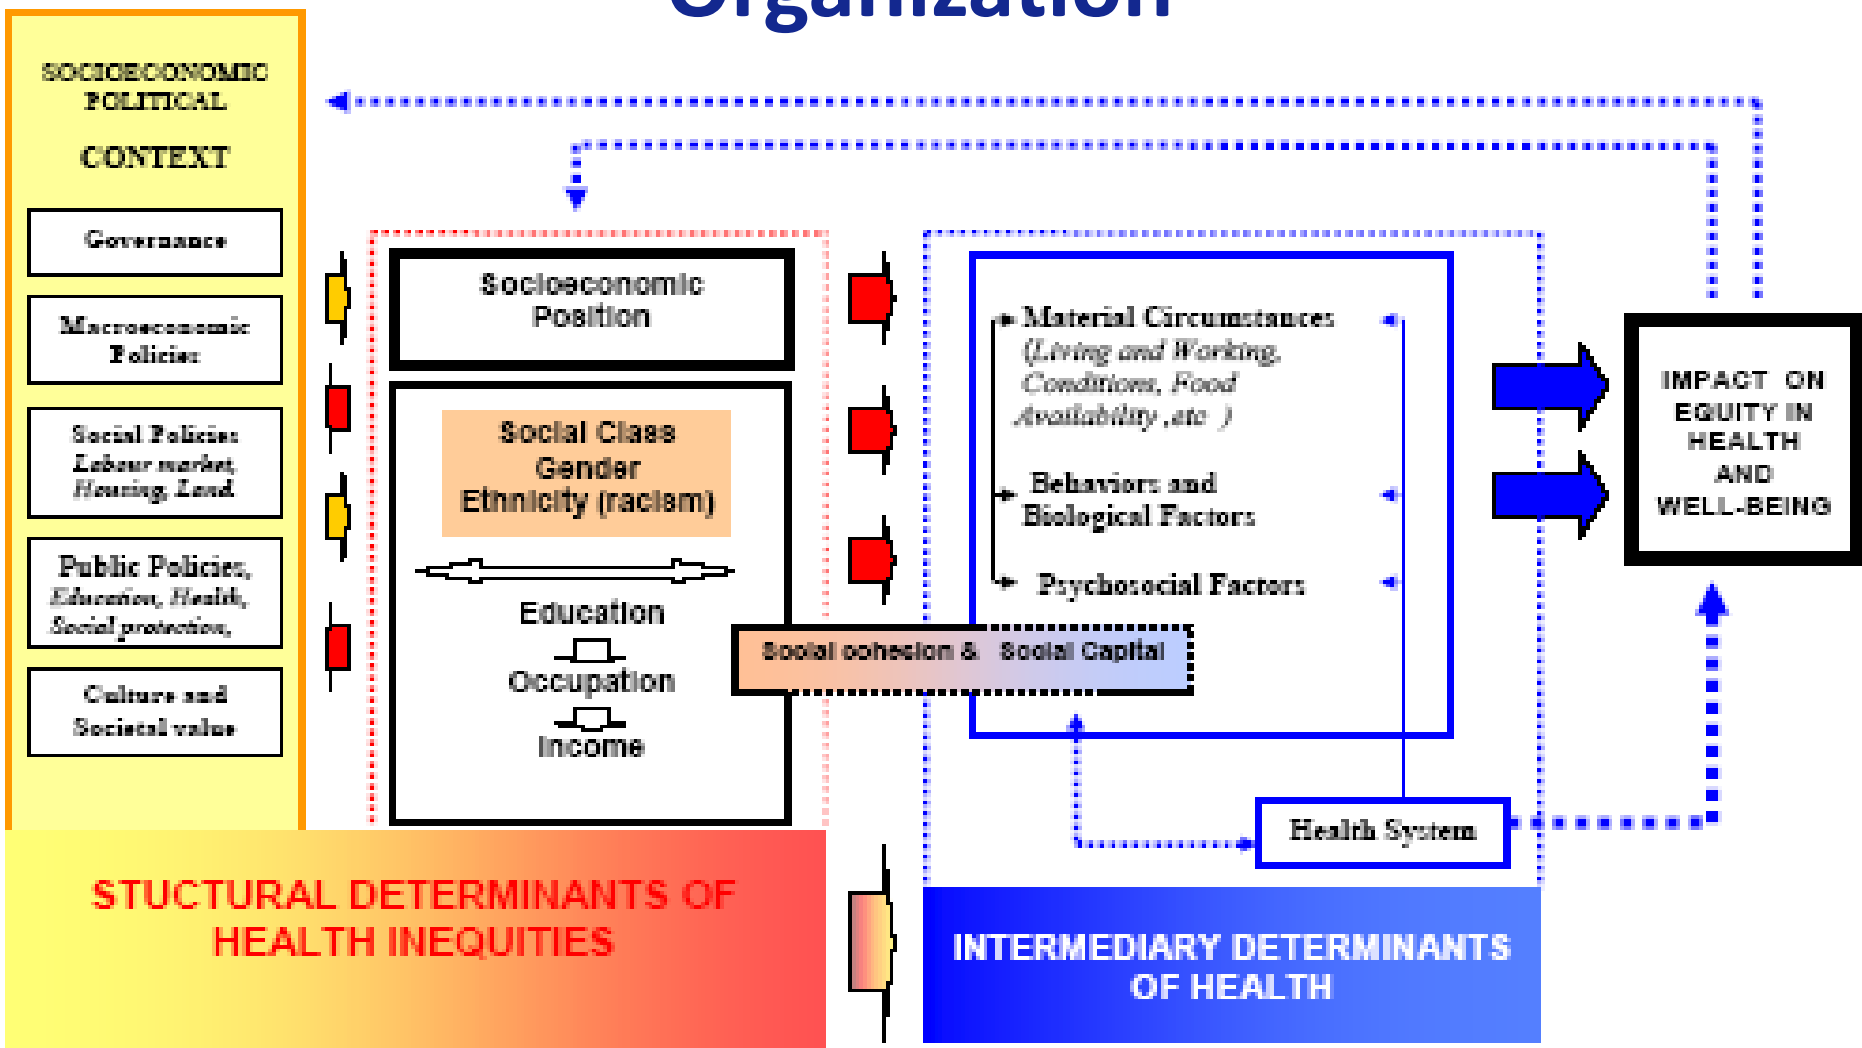 Organization
SOCIOECONOMIC
POLITICAL
CONTEXT
Governance
Macroeconomic
Policies
Social Policies
Labour market,
Housing, Land.
Public Policies,
Education, Health,
Social protection,
Culture and
Societal value
Socioeconomic
Position
Social Class
Gender
Ethnicity (racism)
Education
Occupation
Income
Social cohesion & Social Capital
Material Circumstances
(Living and Working,
Conditions, Food
Availability ,etc )
Behaviors and
Biological Factors
Psychosocial Factors
Health System
IMPACT ON
EQUITY IN
HEALTH
AND
WELL-BEING
STUCTURAL DETERMINANTS OF
HEALTH INEQUITIES
INTERMEDIARY DETERMINANTS
OF HEALTH